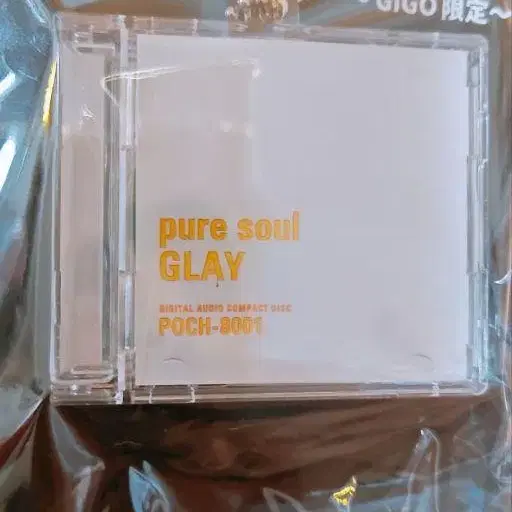 GiGO限定〜
pure soul
GLAY
DIGITAL AUDIO COMPACT DISC
POCH-8001